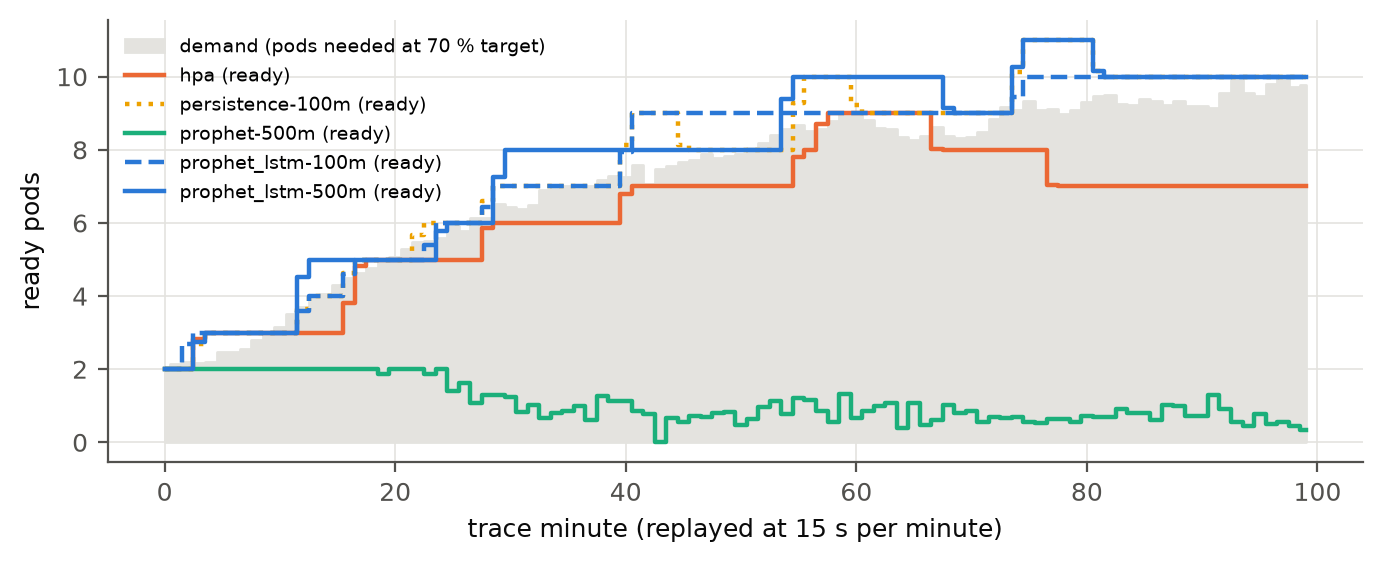 demand (pods needed at 70 % target)
hpa (ready)
persistence-100m (ready)
prophet-500m (ready)
prophet_lstm-100m (ready)
prophet_lstm-500m (ready)
ready pods
10
8
6
4
2
0
0 20 40 60 80 100
trace minute (replayed at 15 s per minute)